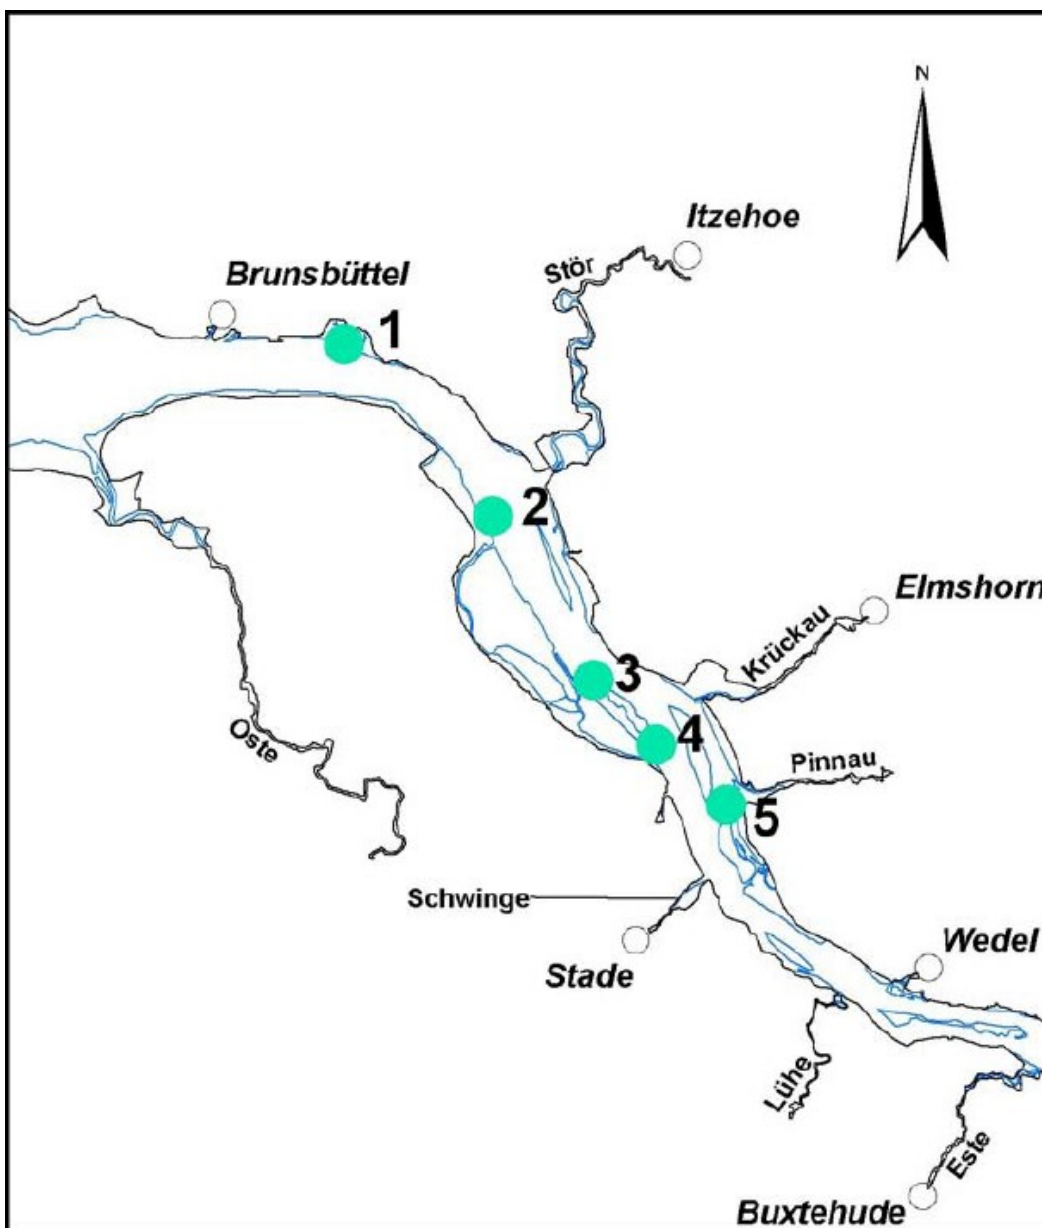 N
Itzehoe
Stör
Brunsbüttel
1
2
Elmshorn
Krückau
3
Oste
4
Pinnau
5
Schwinge
Wedel
Stade
Lühe
Este
Buxtehude